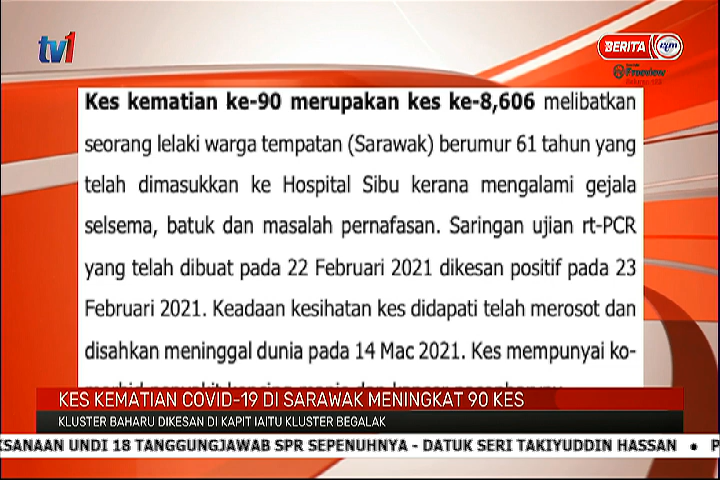 tv1
BERITA rtm
Freeview
Kes kematian ke-90 merupakan kes ke-8,606 melibatkan
seorang lelaki warga tempatan (Sarawak) berumur 61 tahun yang
telah dimasukkan ke Hospital Sibu kerana mengalami gejala
selsema, batuk dan masalah pernafasan. Saringan ujian rt-PCR
yang telah dibuat pada 22 Februari 2021 dikesan positif pada 23
Februari 2021. Keadaan kesihatan kes didapati telah merosot dan
disahkan meninggal dunia pada 14 Mac 2021. Kes mempunyai ko-
KES KEMATIAN COVID-19 DI SARAWAK MENINGKAT 90 KES
KLUSTER BAHARU DIKESAN DI KAPIT IAITU KLUSTER BEGALAK
KSANAAN UNDI 18 TANGGUNGJAWAB SPR SEPENUHNYA - DATUK SERI TAKIYUDDIN HASSAN • P